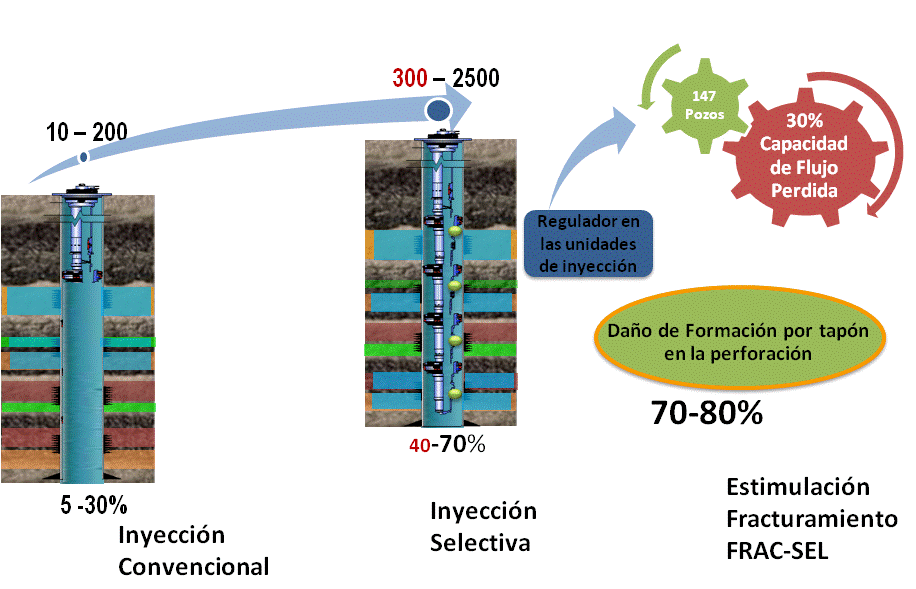 10 – 200
5 -30%
Inyección
Convencional
300 – 2500
40-70%
Inyección
Selectiva
Regulador en
las unidades
de inyección
147
Pozos
30%
Capacidad
de Flujo
Perdida
Daño de Formación por tapón
en la perforación
70-80%
Estimulación
Fracturamiento
FRAC-SEL